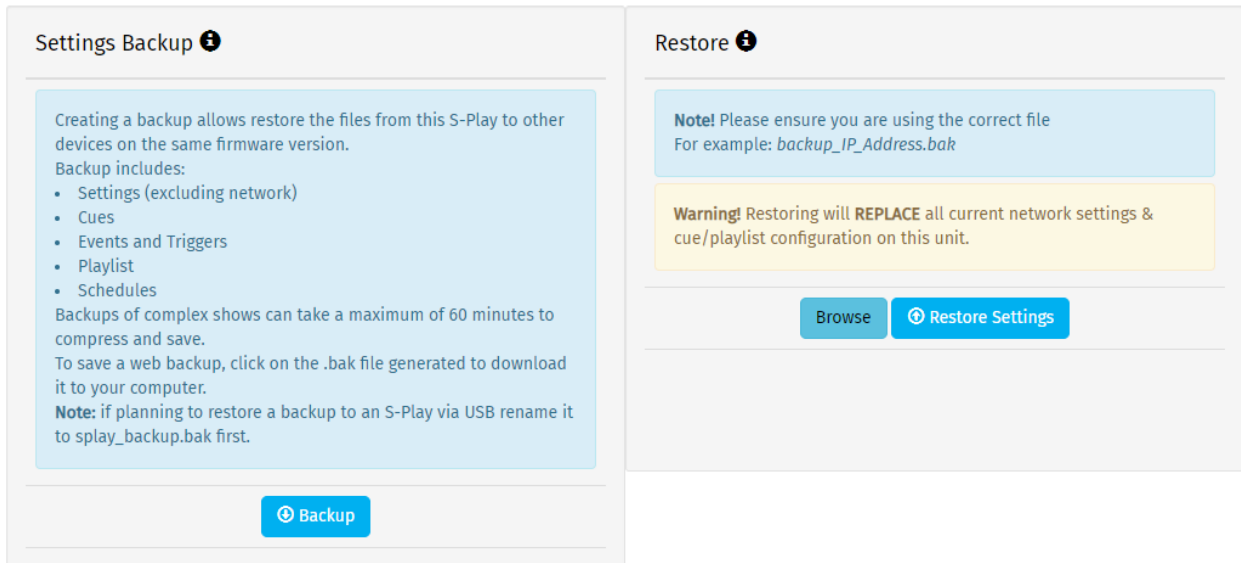 Settings Backup
Creating a backup allows restore the files from this S-Play to other
devices on the same firmware version.
Backup includes:
• Settings (excluding network)
• Cues
• Events and Triggers
• Playlist
• Schedules
Backups of complex shows can take a maximum of 60 minutes to
compress and save.
To save a web backup, click on the .bak file generated to download
it to your computer.
Note: if planning to restore a backup to an S-Play via USB rename it
to splay_backup.bak first.
Backup
Restore
Note! Please ensure you are using the correct file
For example: backup_IP_Address.bak
Warning! Restoring will REPLACE all current network settings &
cue/playlist configuration on this unit.
Browse
Restore Settings